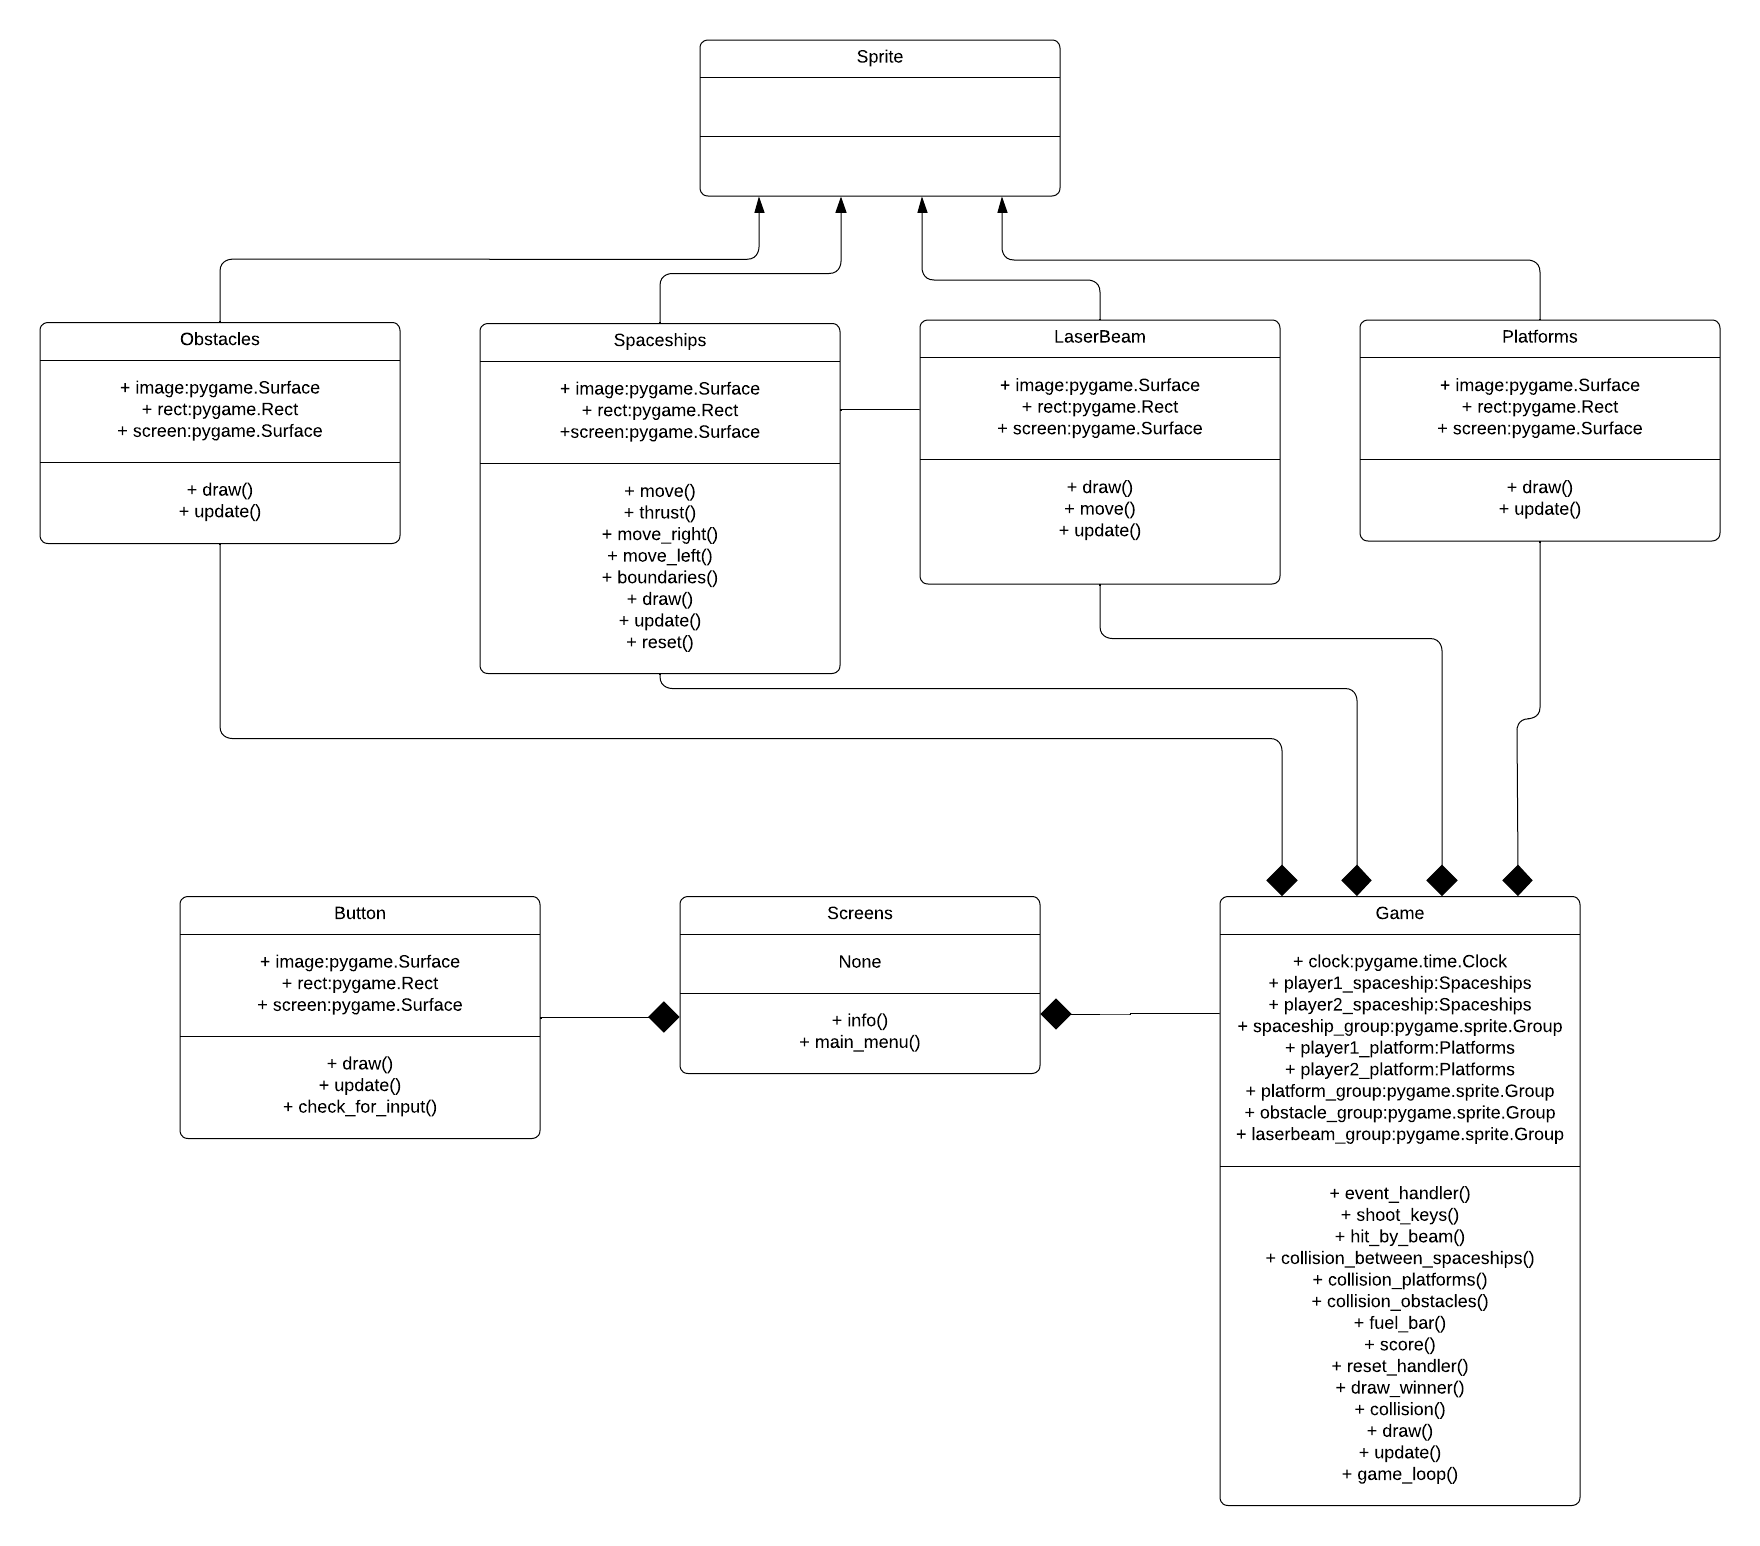 Sprite
Obstacles
+ image:pygame.Surface
+ rect:pygame.Rect
+ screen:pygame.Surface
+ draw()
+ update()
Spaceships
+ image:pygame.Surface
+ rect:pygame.Rect
+screen:pygame.Surface
+ move()
+ thrust()
+ move_right()
+ move_left()
+ boundaries()
+ draw()
+ update()
+ reset()
LaserBeam
+ image:pygame.Surface
+ rect:pygame.Rect
+ screen:pygame.Surface
+ draw()
+ move()
+ update()
Platforms
+ image:pygame.Surface
+ rect:pygame.Rect
+ screen:pygame.Surface
+ draw()
+ update()
Button
+ image:pygame.Surface
+ rect:pygame.Rect
+ screen:pygame.Surface
+ draw()
+ update()
+ check_for_input()
Screens
None
+ info()
+ main_menu()
Game
+ clock:pygame.time.Clock
+ player1_spaceship:Spaceships
+ player2_spaceship:Spaceships
+ spaceship_group:pygame.sprite.Group
+ player1_platform:Platforms
+ player2_platform:Platforms
+ platform_group:pygame.sprite.Group
+ obstacle_group:pygame.sprite.Group
+ laserbeam_group:pygame.sprite.Group
+ event_handler()
+ shoot_keys()
+ hit_by_beam()
+ collision_between_spaceships()
+ collision_platforms()
+ collision_obstacles()
+ fuel_bar()
+ score()
+ reset_handler()
+ draw_winner()
+ collision()
+ draw()
+ update()
+ game_loop()